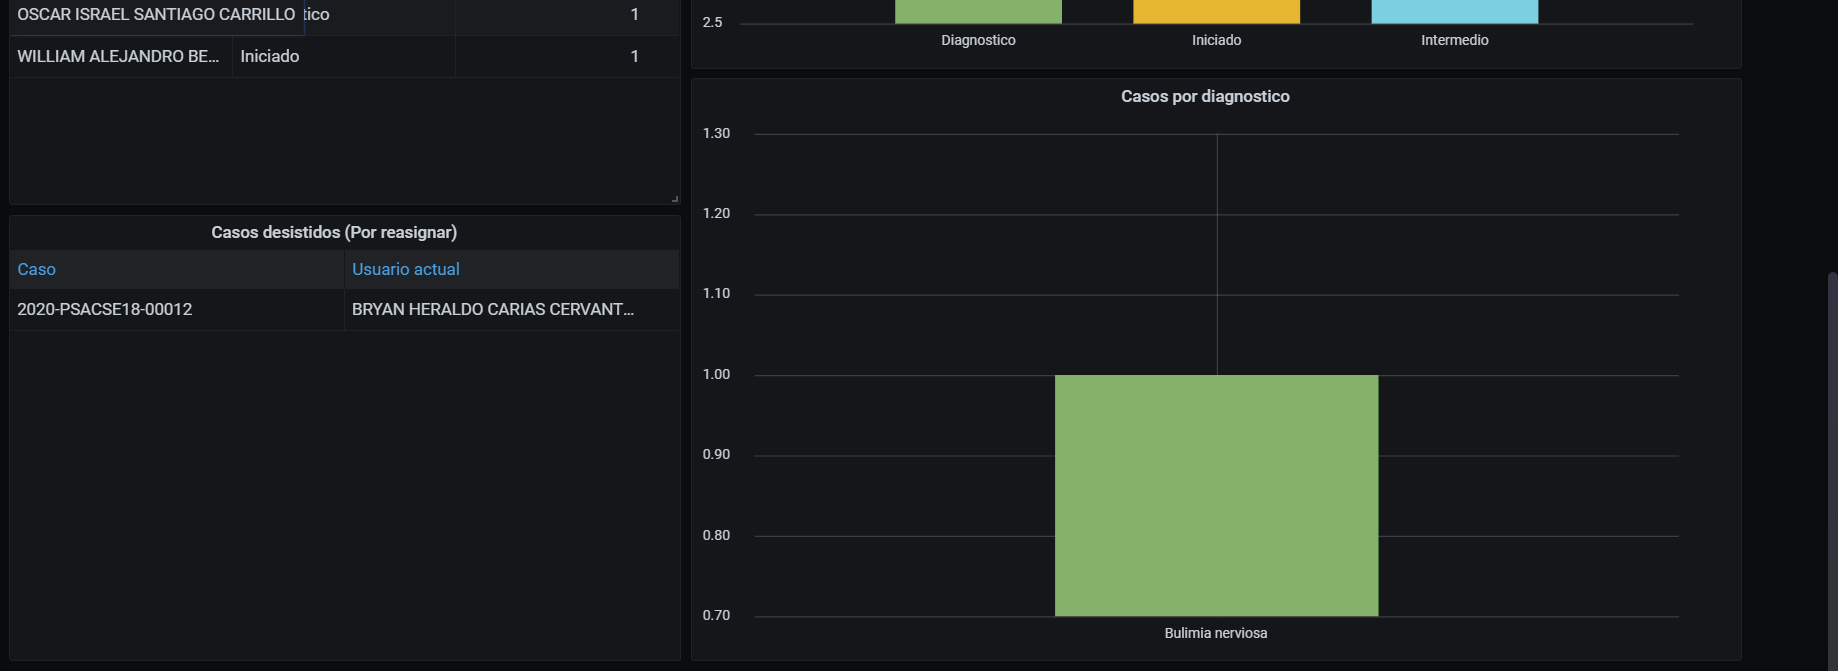 OSCAR ISRAEL SANTIAGO CARRILLO tico 1
WILLIAM ALEJANDRO BE... Iniciado 1
Casos desistidos (Por reasignar)
Caso Usuario actual
2020-PSACSE18-00012 BRYAN HERALDO CARIAS CERVANT...
2.5
Diagnostico Iniciado Intermedio
Casos por diagnostico
1.30
1.20
1.10
1.00
0.90
0.80
0.70
Bulimia nerviosa